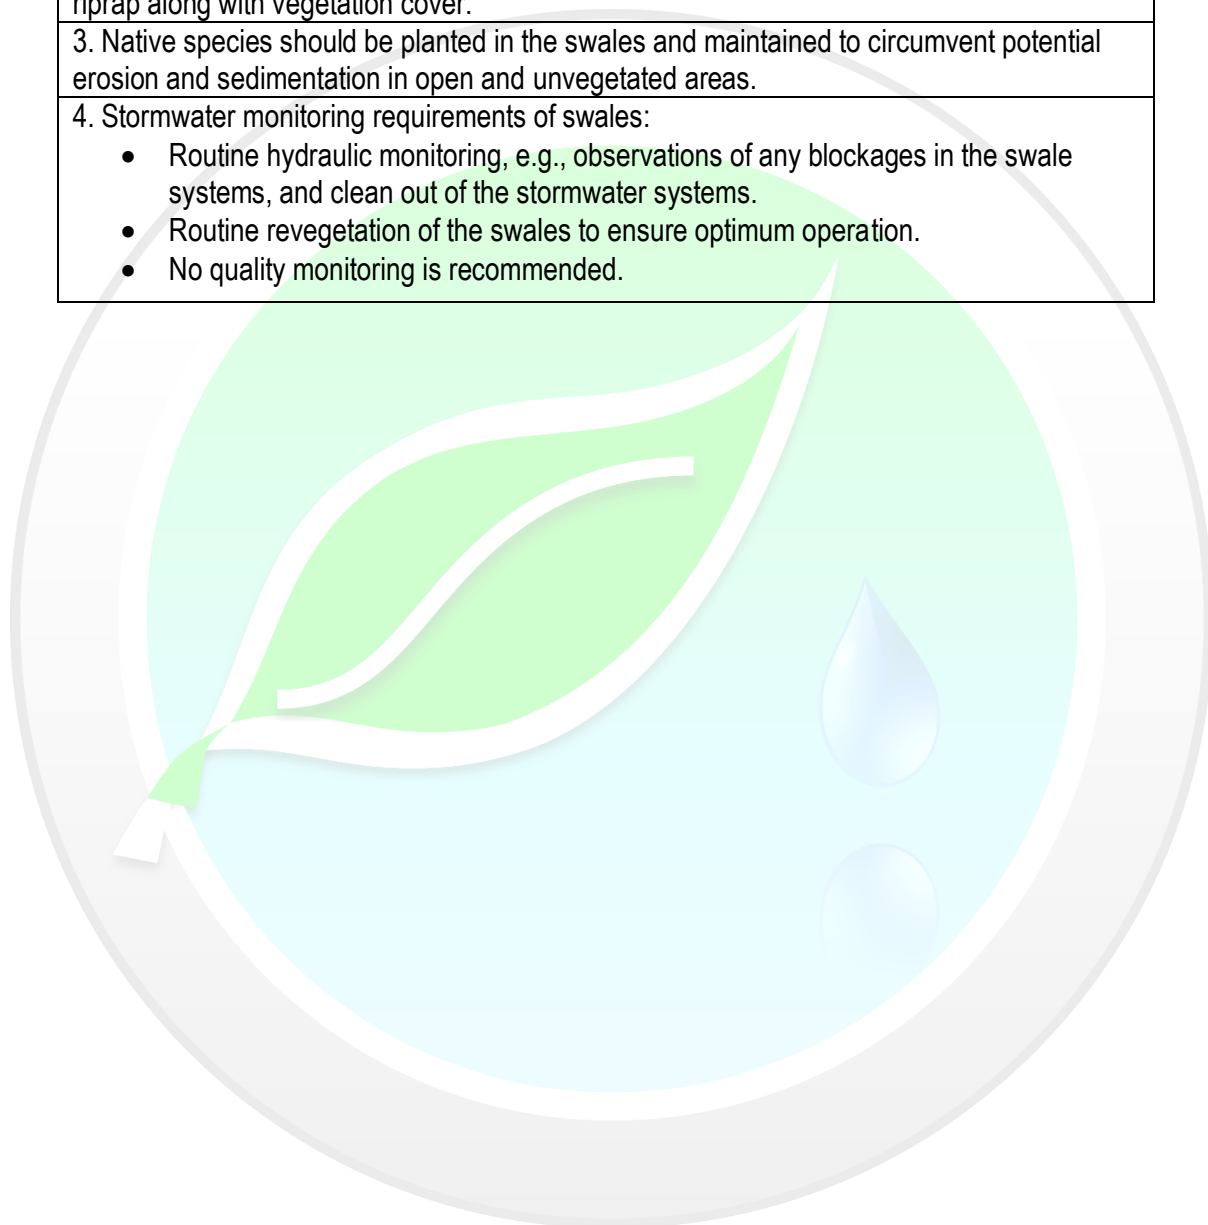 riprap along with vegetation cover.
3. Native species should be planted in the swales and maintained to circumvent potential
erosion and sedimentation in open and unvegetated areas.
4. Stormwater monitoring requirements of swales:
• Routine hydraulic monitoring, e.g., observations of any blockages in the swale
systems, and clean out of the stormwater systems.
• Routine revegetation of the swales to ensure optimum operation.
• No quality monitoring is recommended.